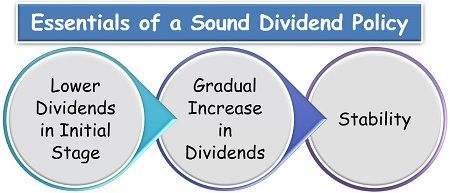 Essentials of a Sound Dividend Policy
Lower
Dividends
in Initial
Stage
Gradual
Increase
in
Dividends
Stability